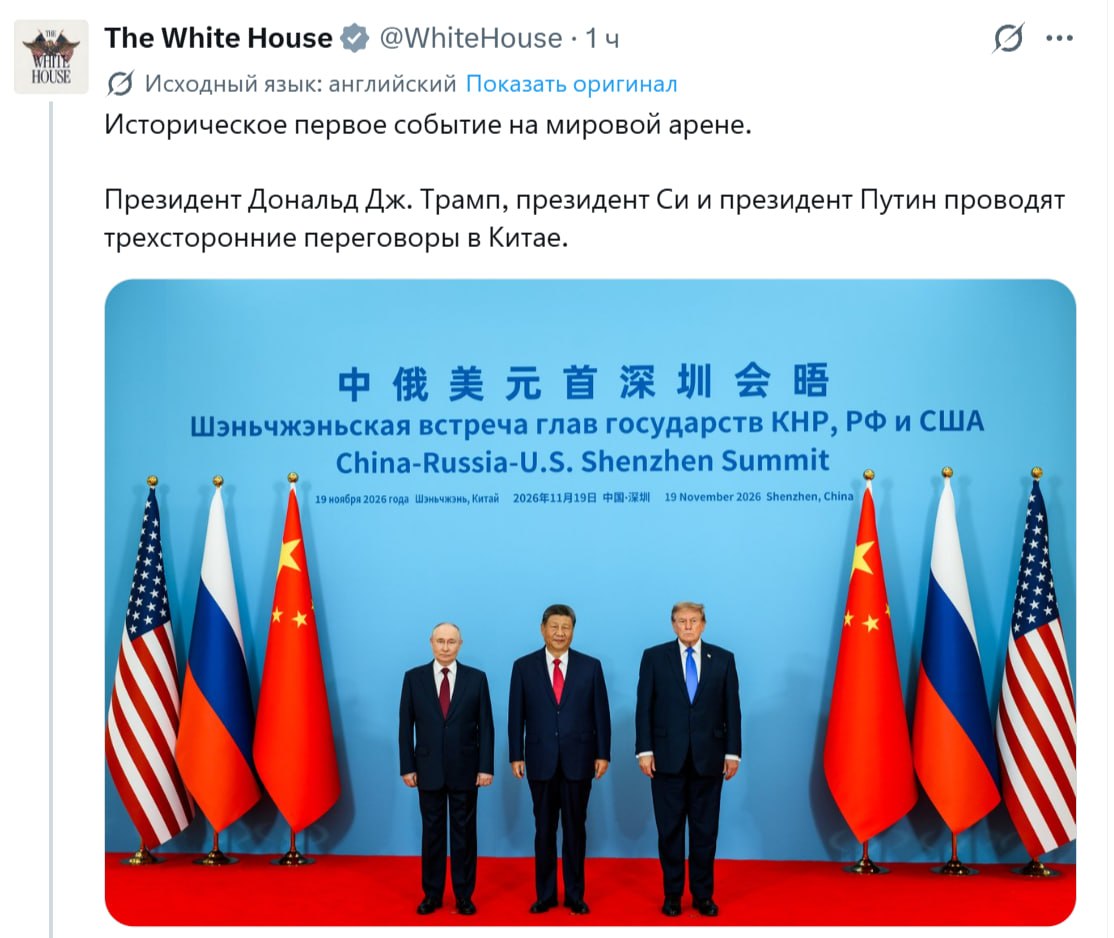 THE
WHITE
HOUSE
The White House @WhiteHouse · 1 ч
Исходный язык: английский Показать оригинал
Историческое первое событие на мировой арене.
Президент Дональд Дж. Трамп, президент Си и президент Путин проводят
трехсторонние переговоры в Китае.
中俄美元首深圳会晤
Шэньчжэньская встреча глав государств КНР, РФ и США
China-Russia-U.S. Shenzhen Summit
19 ноября 2026 года Шэньчжэнь, Китай 2026年11月19日 中国·深圳 19 November 2026 Shenzhen, China